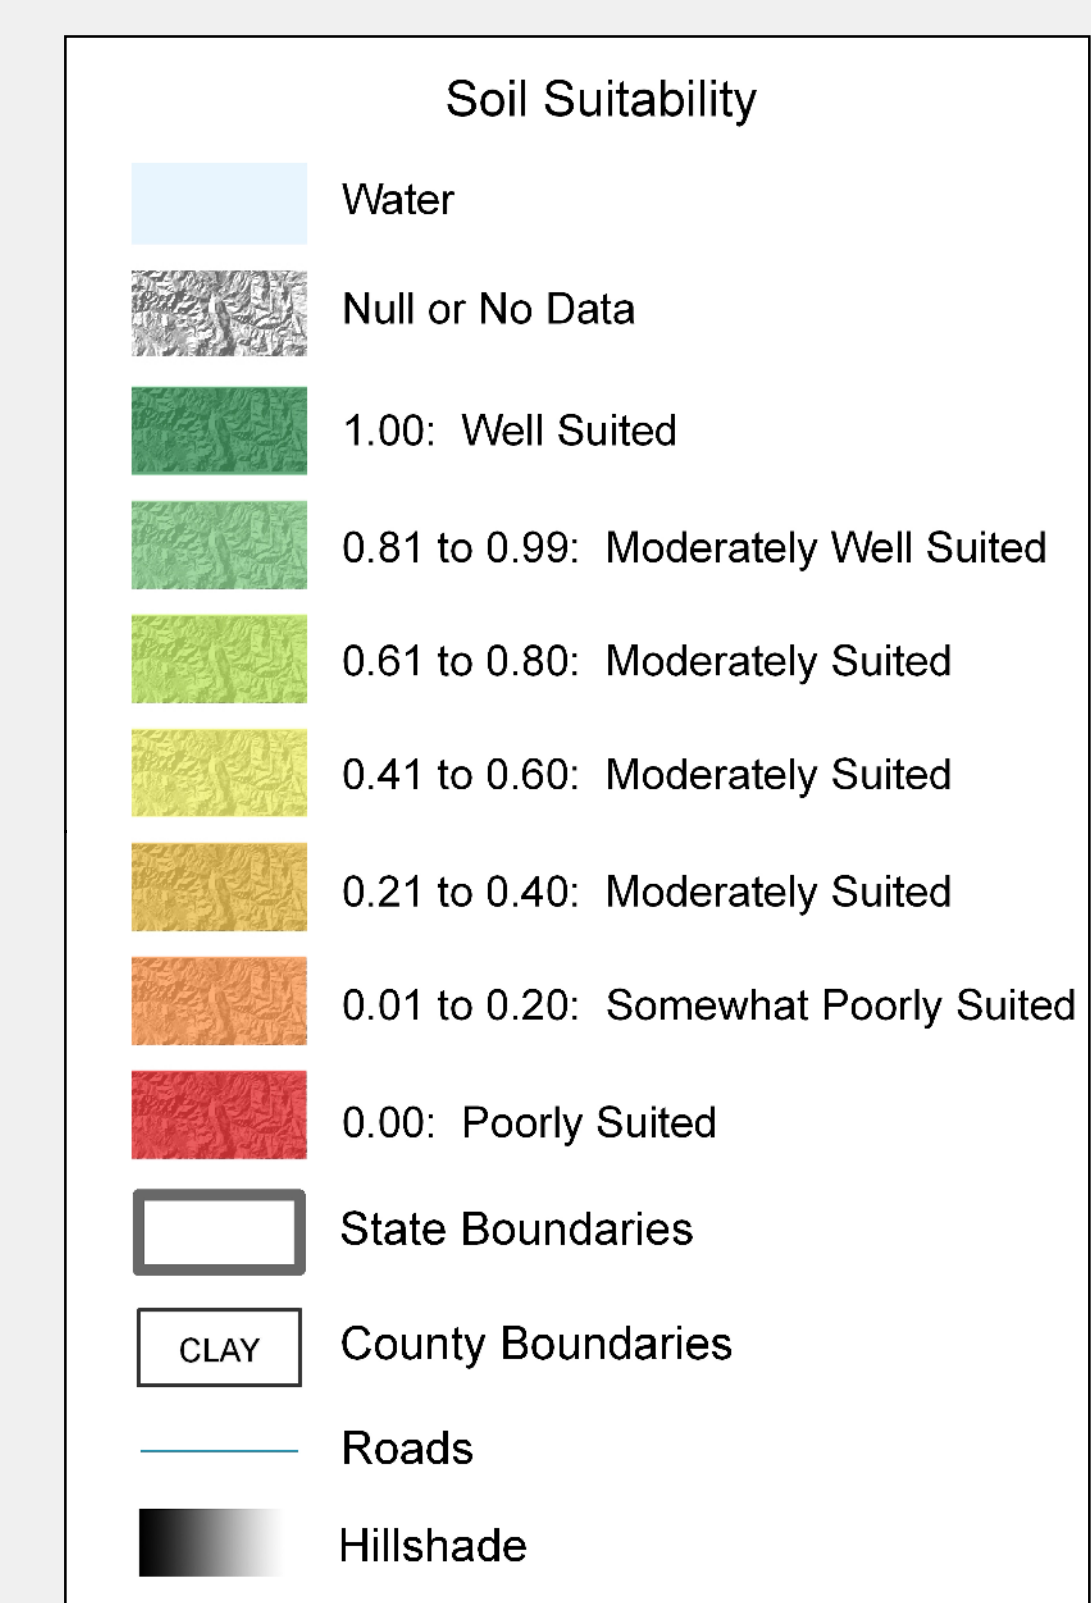 Soil Suitability
Water
Null or No Data
1.00:  Well Suited
0.81 to 0.99:  Moderately Well Suited
0.61 to 0.80:  Moderately Suited
0.41 to 0.60:  Moderately Suited
0.21 to 0.40:  Moderately Suited
0.01 to 0.20:  Somewhat Poorly Suited
0.00:  Poorly Suited
State Boundaries
CLAY County Boundaries
Roads
Hillshade